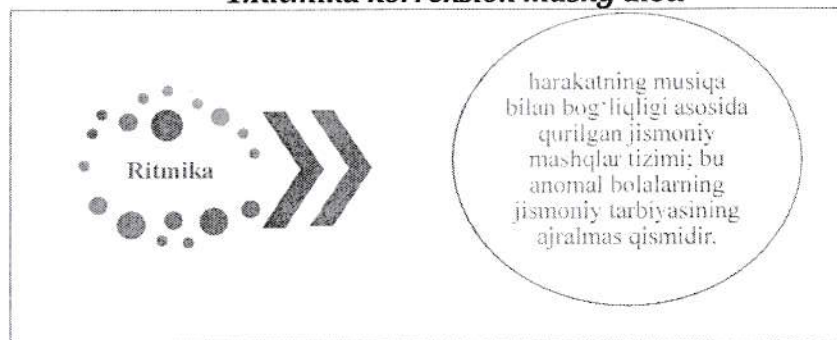 Ritmika
harakatning musiqa
bilan bog‘liqligi asosida
qurilgan jismoniy
mashqlar tizimi; bu
anomal bolalarning
jismoniy tarbiyasining
ajralmas qismidir.